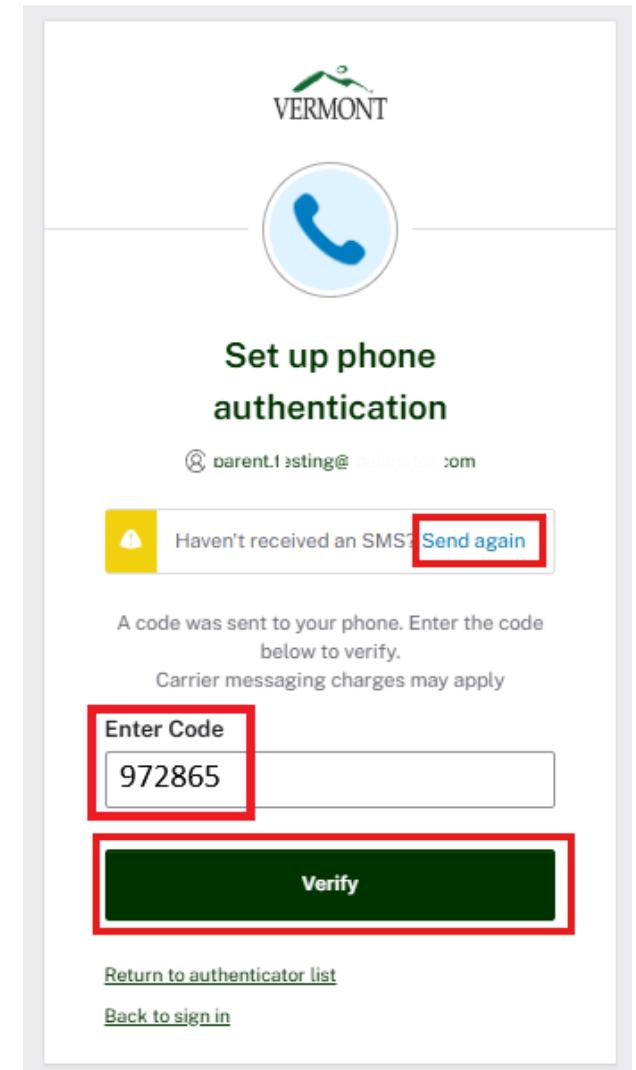 VERMONT
Set up phone
authentication
Haven't received an SMS? Send again
A code was sent to your phone. Enter the code
below to verify.
Carrier messaging charges may apply
Enter Code
972865
Verify
Return to authenticator list
Back to sign in